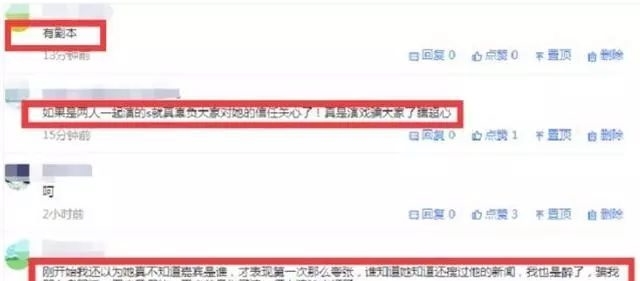 有剧本
13分钟前
回复 0 点赞 0 置顶 删除
如果是两人一起演的s就真辜负大家对她的信任关心了！真是演戏骗大家了瞎超心
15分钟前
回复 0 点赞 1 置顶 删除
呵
2小时前
回复 0 点赞 3 置顶 删除
刚开始我还以为她真不知道嘉宾是谁，才表现第一次那么夸张，谁知道她知道还搜过他的新闻，我也是醉了，骗我